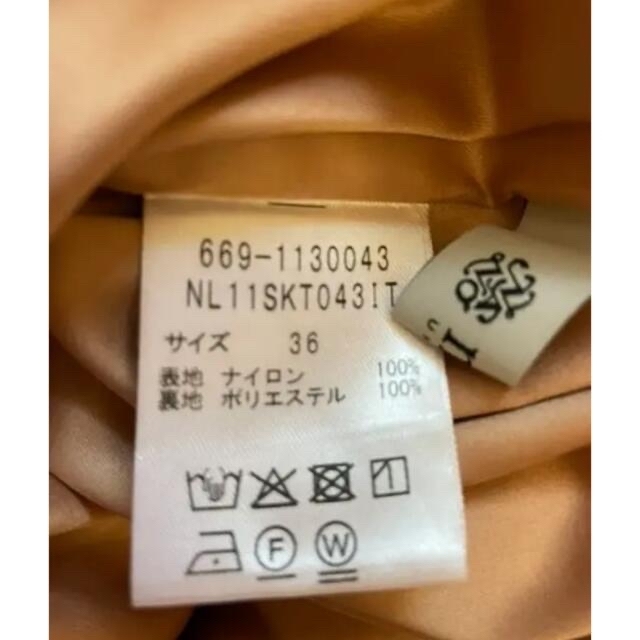 669-1130043
NL11SKT043IT
サイズ 36
表地 ナイロン 100%
裏地 ポリエステル 100%
F
W